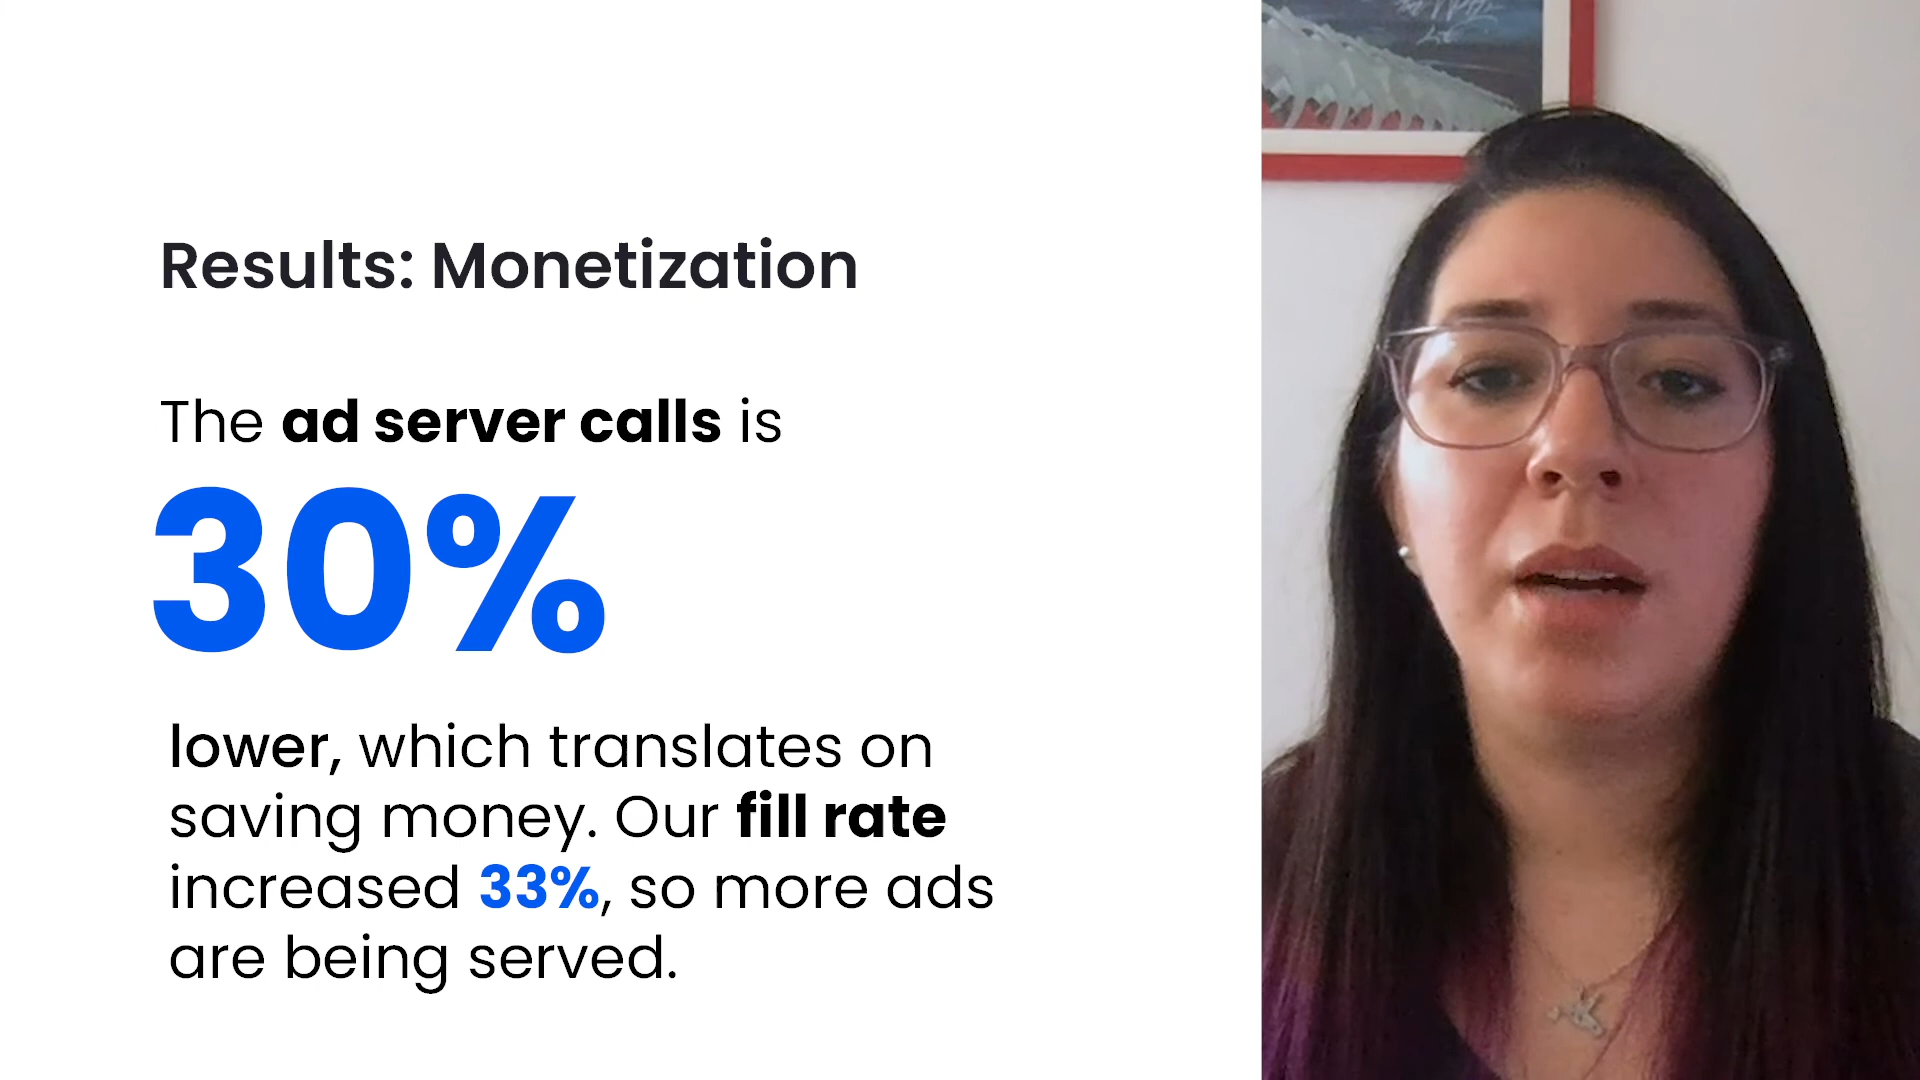 Results: Monetization
The ad server calls is
30%
lower, which translates on
saving money. Our fill rate
increased 33%, so more ads
are being served.